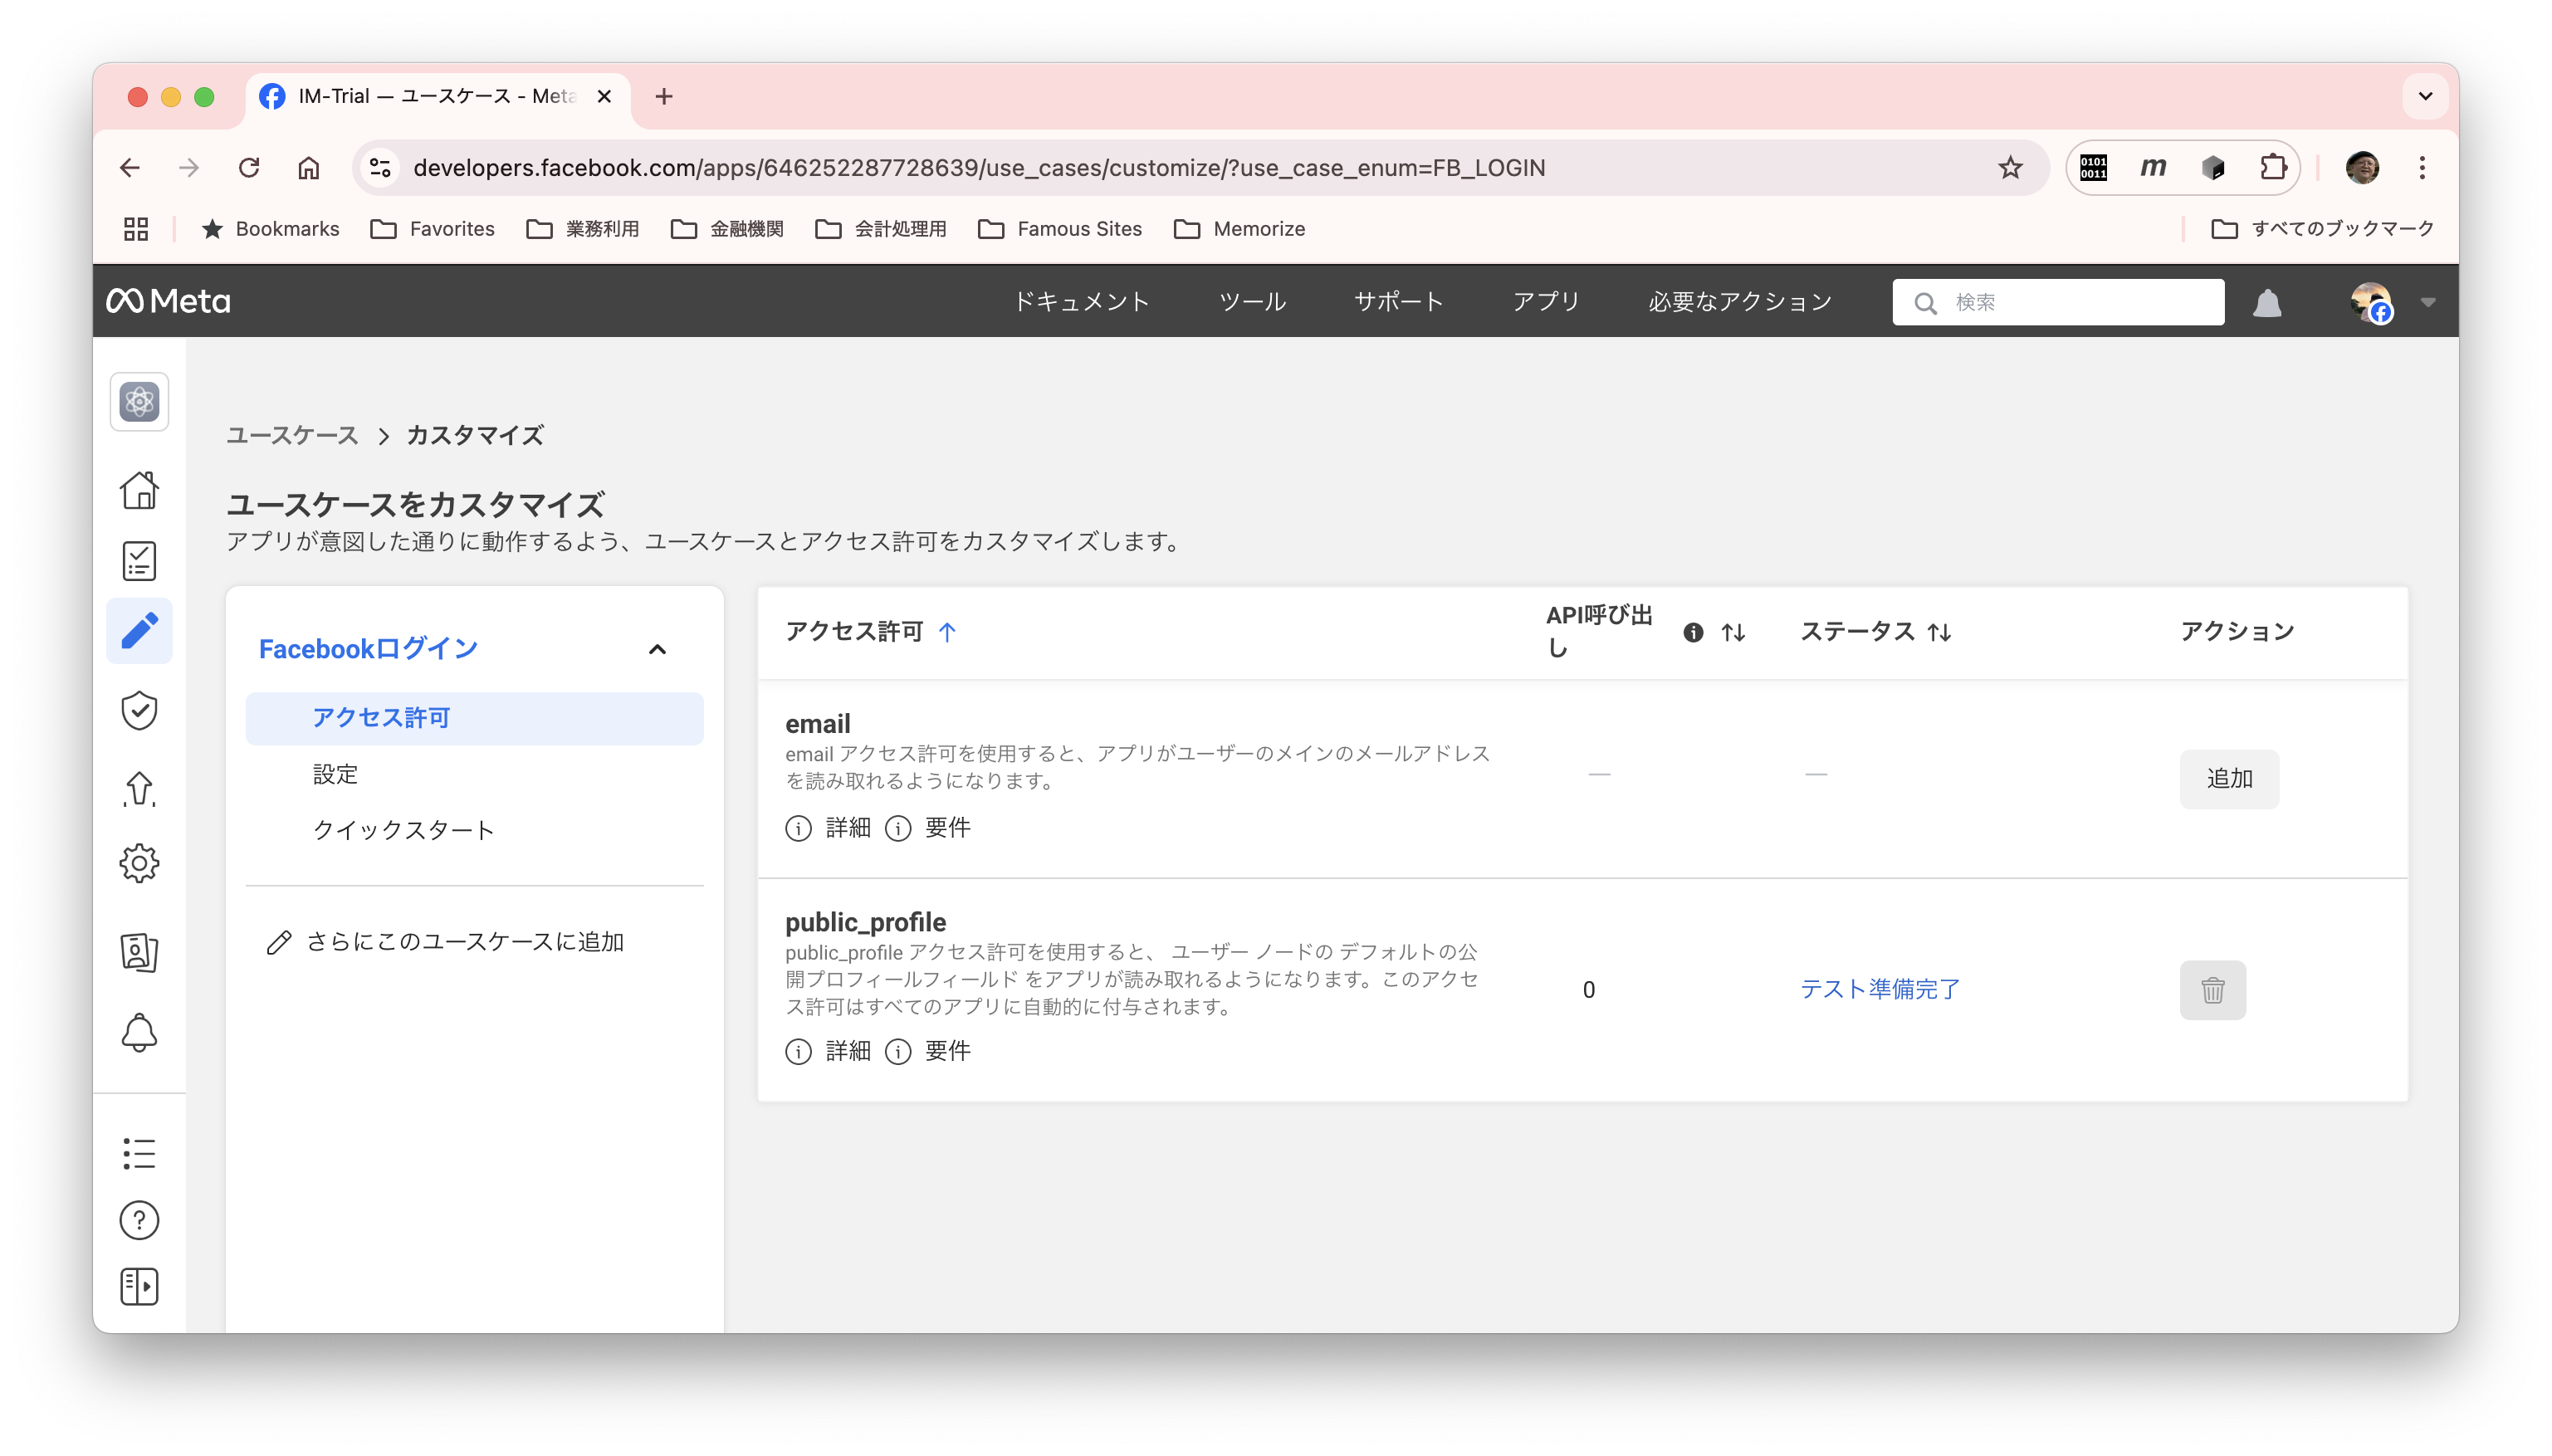 IM-Trial — ユースケース - Meta
developers.facebook.com/apps/646252287728639/use_cases/customize/?use_case_enum=FB_LOGIN
0101
0011
m
Bookmarks
Favorites
業務利用
金融機関
会計処理用
Famous Sites
Memorize
すべてのブックマーク
Meta
ドキュメント
ツール
サポート
アプリ
必要なアクション
検索
ユースケース > カスタマイズ
ユースケースをカスタマイズ
アプリが意図した通りに動作するよう、ユースケースとアクセス許可をカスタマイズします。
Facebookログイン
アクセス許可
設定
クイックスタート
さらにこのユースケースに追加
アクセス許可
API呼び出
し
ステータス
アクション
email
email アクセス許可を使用すると、アプリがユーザーのメインのメールアドレス
を読み取れるようになります。
詳細 要件
—
—
追加
public_profile
public_profile アクセス許可を使用すると、 ユーザー ノードの デフォルトの公
開プロフィールフィールド をアプリが読み取れるようになります。このアクセ
ス許可はすべてのアプリに自動的に付与されます。
詳細 要件
0
テスト準備完了